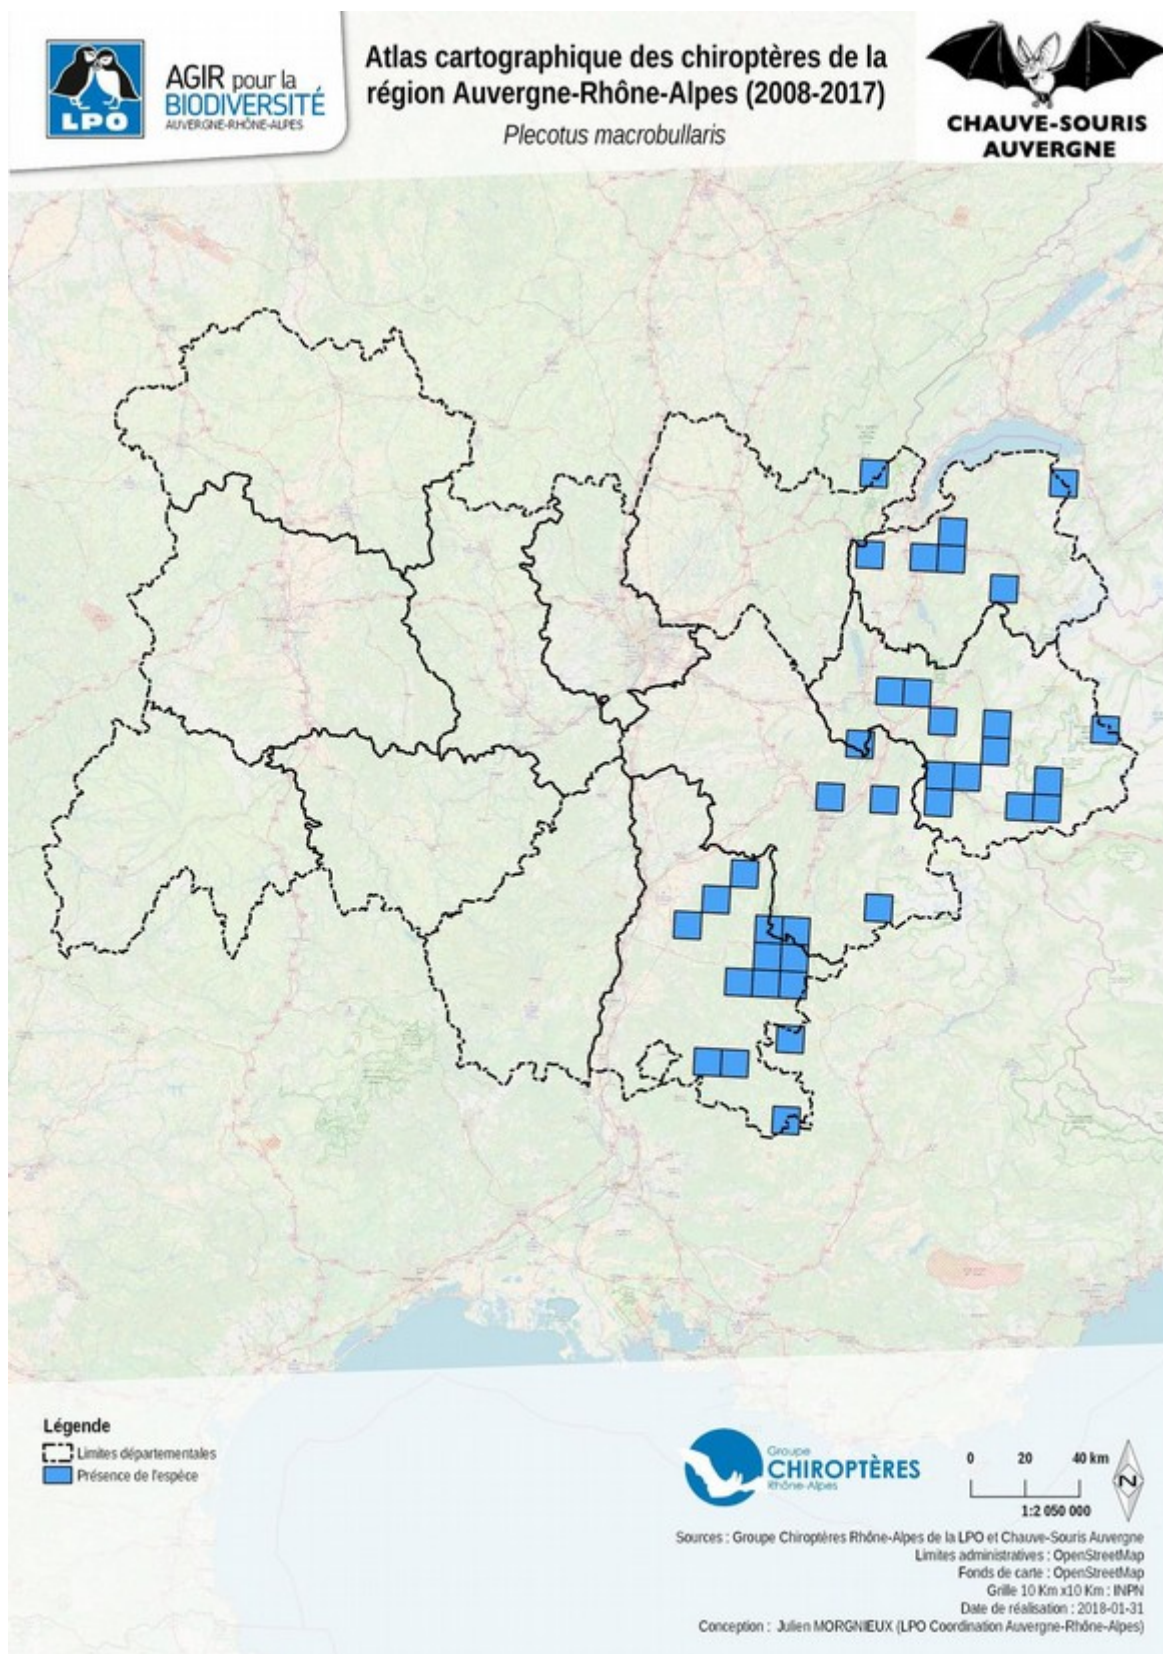 LPO
AGIR pour la
BIODIVERSITÉ
AUVERGNE-RHÔNE-ALPES
Atlas cartographique des chiroptères de la
région Auvergne-Rhône-Alpes (2008-2017)
Plecotus macrobullaris
CHAUVE-SOURIS
AUVERGNE
Légende
Limites départementales
Présence de l'espèce
Groupe
CHIROPTÈRES
Rhône-Alpes
0 20 40 km
1:2 050 000
N
Sources : Groupe Chiroptères Rhône-Alpes de la LPO et Chauve-Souris Auvergne
Limites administratives : OpenStreetMap
Fonds de carte : OpenStreetMap
Grille 10 Km x10 Km : INPN
Date de réalisation : 2018-01-31
Conception : Julien MORGNIEUX (LPO Coordination Auvergne-Rhône-Alpes)